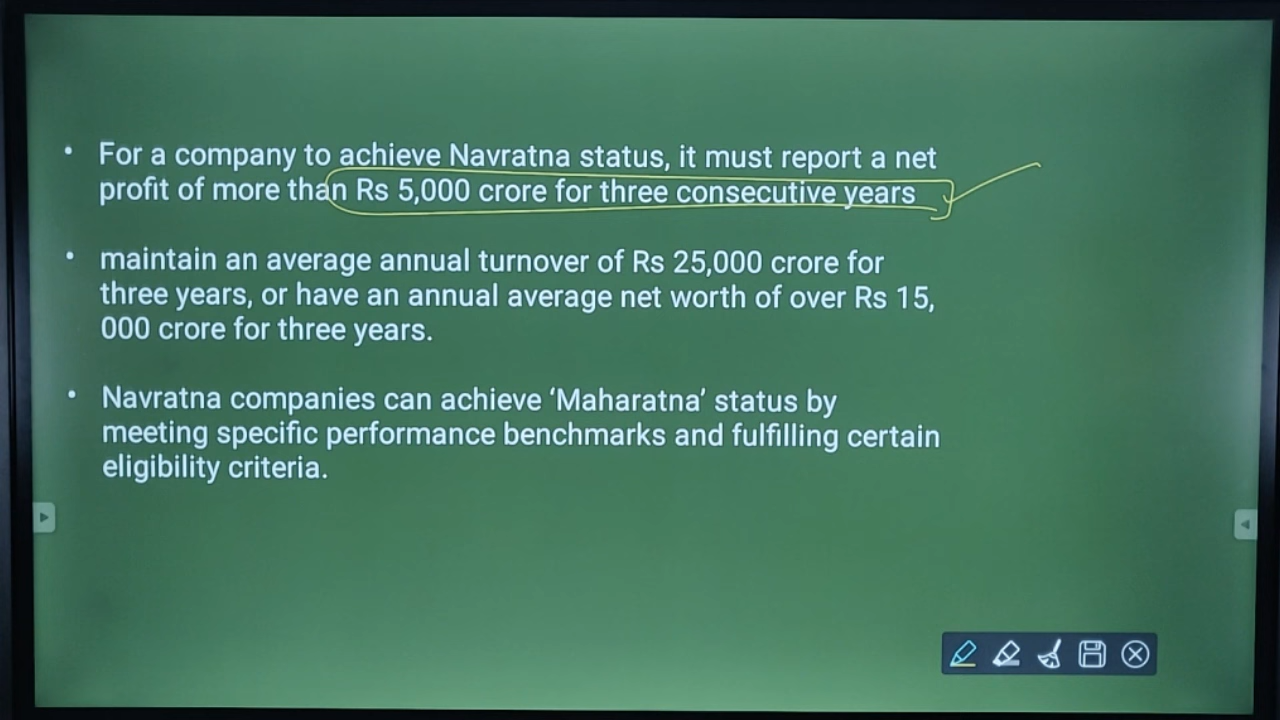 • For a company to achieve Navratna status, it must report a net
profit of more than Rs 5,000 crore for three consecutive years
• maintain an average annual turnover of Rs 25,000 crore for
three years, or have an annual average net worth of over Rs 15,
000 crore for three years.
• Navratna companies can achieve ‘Maharatna’ status by
meeting specific performance benchmarks and fulfilling certain
eligibility criteria.